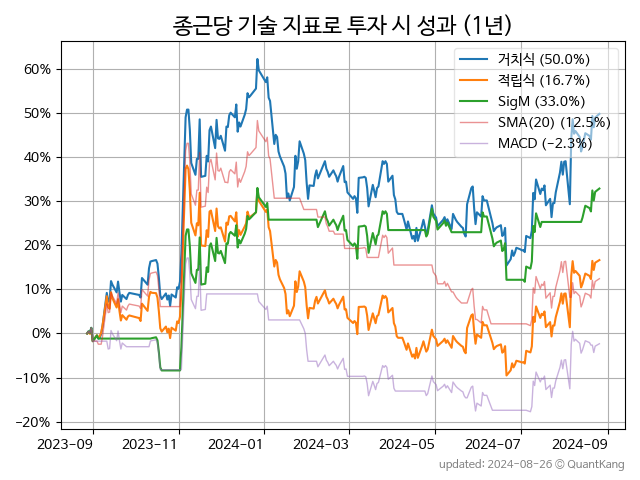 종근당 기술 지표로 투자 시 성과 (1년)
거치식 (50.0%)
적립식 (16.7%)
SigM (33.0%)
SMA(20) (12.5%)
MACD (−2.3%)
60%
50%
40%
30%
20%
10%
0%
−10%
−20%
2023-09
2023-11
2024-01
2024-03
2024-05
2024-07
2024-09
updated: 2024-08-26 © QuantKang